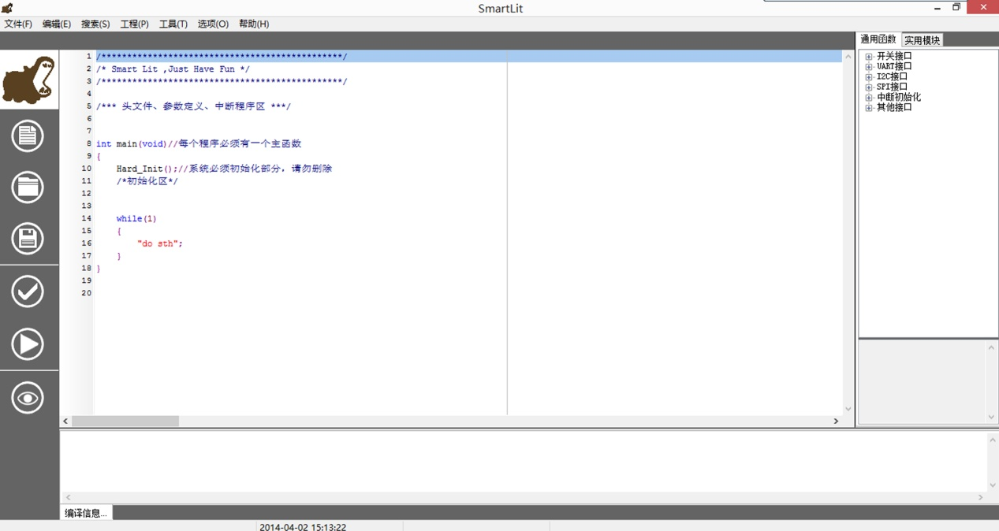 SmartLit
文件(F) 编辑(E) 搜索(S) 工程(P) 工具(T) 选项(O) 帮助(H)
通用函数 实用模块
开关接口
UART接口
I2C接口
SPI接口
中断初始化
其他接口
1 /***********************************************/
2 /* Smart Lit ,Just Have Fun */
3 /***********************************************/
4
5 /*** 头文件、参数定义、中断程序区 ***/
6
7
8 int main(void)//每个程序必须有一个主函数
9 {
10 Hard_Init();//系统必须初始化部分，请勿删除
11 /*初始化区*/
12
13
14 while(1)
15 {
16 "do sth";
17 }
18 }
19
20
编译信息...
2014-04-02 15:13:22